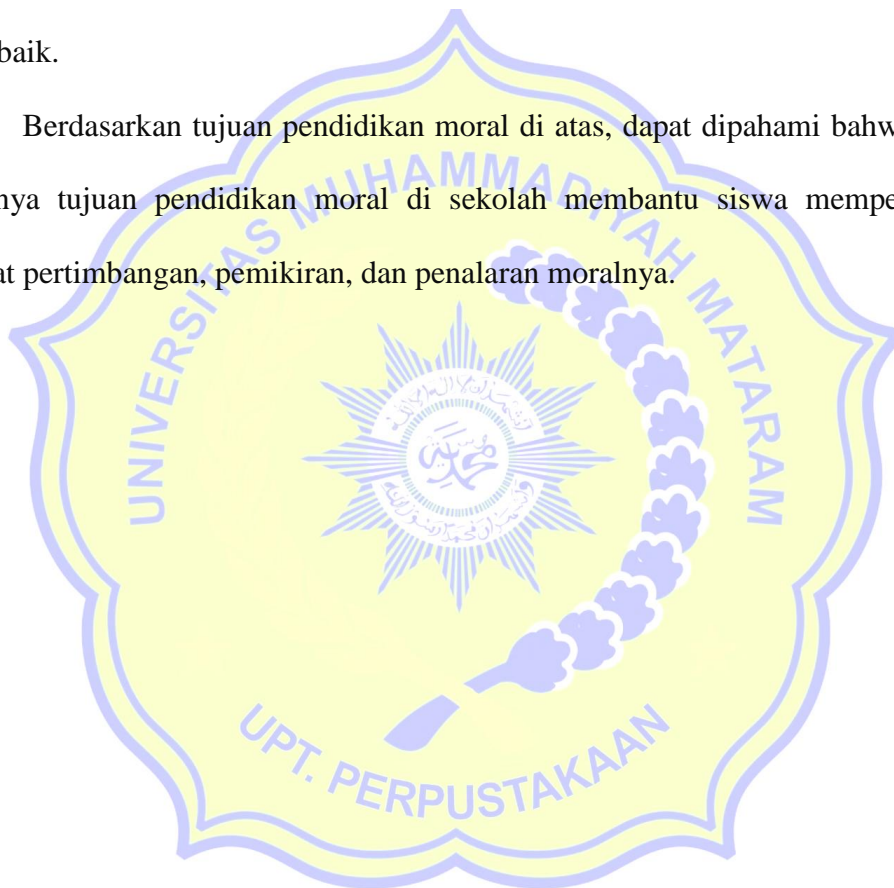 baik.
Berdasarkan tujuan pendidikan moral di atas, dapat dipahami bahw
nya tujuan pendidikan moral di sekolah membantu siswa mempe
at pertimbangan, pemikiran, dan penalaran moralnya.
UNIVERSITAS MUHAMMADIYAH MATARAM
محمدية
UPT. PERPUSTAKAAN